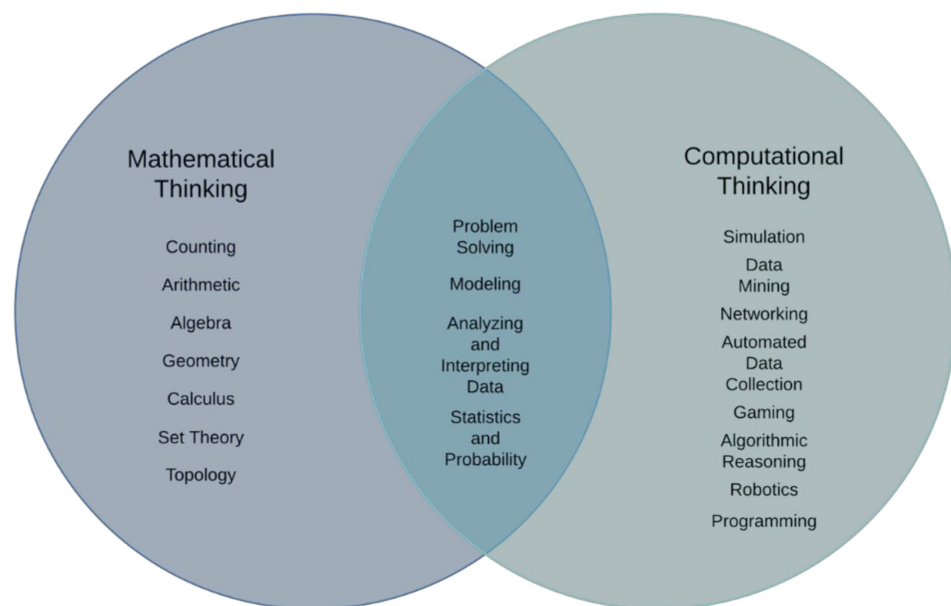 Mathematical
Thinking
Counting
Arithmetic
Algebra
Geometry
Calculus
Set Theory
Topology
Problem
Solving
Modeling
Analyzing
and
Interpreting
Data
Statistics
and
Probability
Computational
Thinking
Simulation
Data
Mining
Networking
Automated
Data
Collection
Gaming
Algorithmic
Reasoning
Robotics
Programming